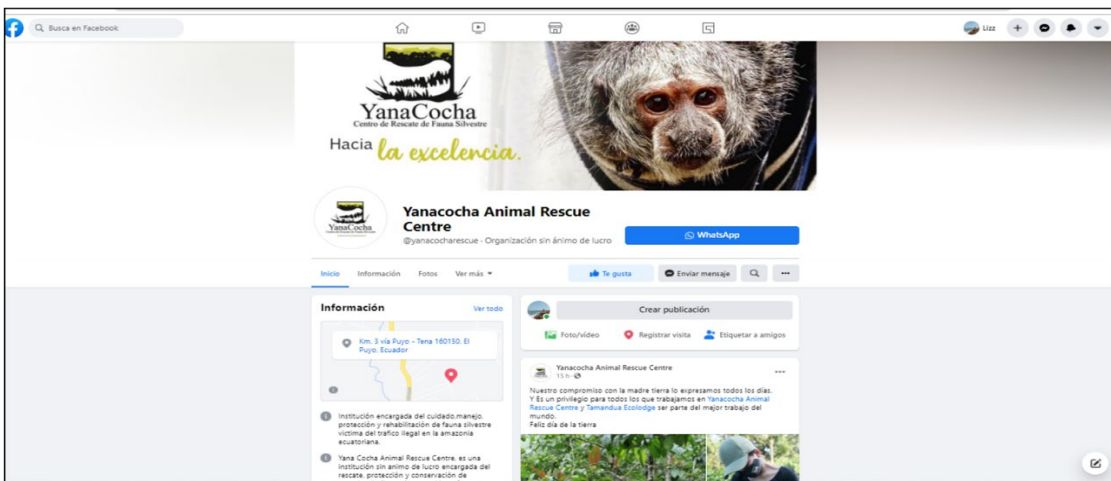 Busca en Facebook
Lizz
YanaCocha
Centro de Rescate de Fauna Silvestre
Hacia la excelencia.
YanaCocha
Yanacocha Animal Rescue
Centre
@yanacocharescue · Organización sin ánimo de lucro
WhatsApp
Inicio Información Fotos Ver más
Te gusta Enviar mensaje
Información Ver todo
Km. 3 vía Puyo - Tena 160150. El
Puyo, Ecuador
Institución encargada del cuidado,manejo,
protección y rehabilitación de fauna silvestre
victima del trafico ilegal en la amazonia
ecuatoriana.
Yana Cocha Animal Rescue Centre, es una
institución sin animo de lucro encargada del
rescate, protección y conservación de
Crear publicación
Foto/vídeo Registrar visita Etiquetar a amigos
Yanacocha Animal Rescue Centre
15 h ·
Nuestro compromiso con la madre tierra lo expresamos todos los días.
Y Es un privilegio para todos los que trabajamos en Yanacocha Animal
Rescue Centre y Tamandua Ecolodge ser parte del mejor trabajo del
mundo.
Feliz día de la tierra